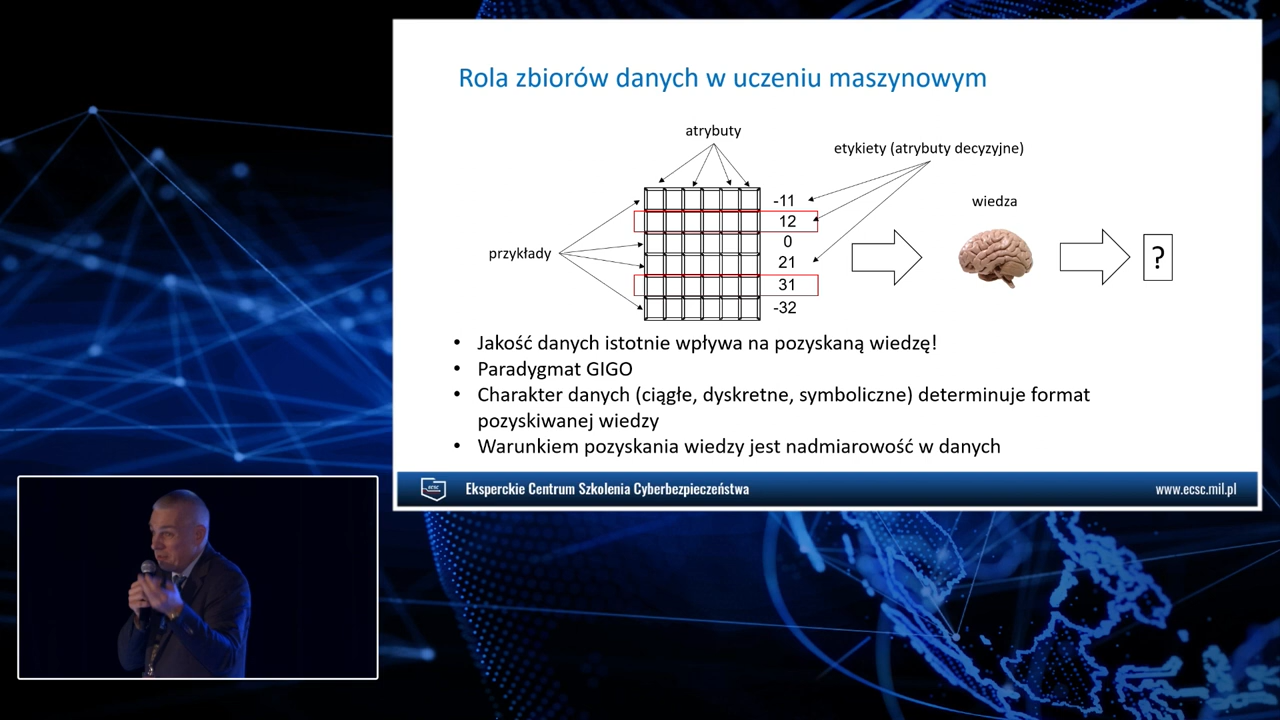 Rola zbiorów danych w uczeniu maszynowym
atrybuty
etykiety (atrybuty decyzyjne)
przykłady
-11
12
0
21
31
-32
wiedza
?
• Jakość danych istotnie wpływa na pozyskaną wiedzę!
• Paradygmat GIGO
• Charakter danych (ciągłe, dyskretne, symboliczne) determinuje format
pozyskiwanej wiedzy
• Warunkiem pozyskania wiedzy jest nadmiarowość w danych
ecsc
Eksperckie Centrum Szkolenia Cyberbezpieczeństwa
www.ecsc.mil.pl